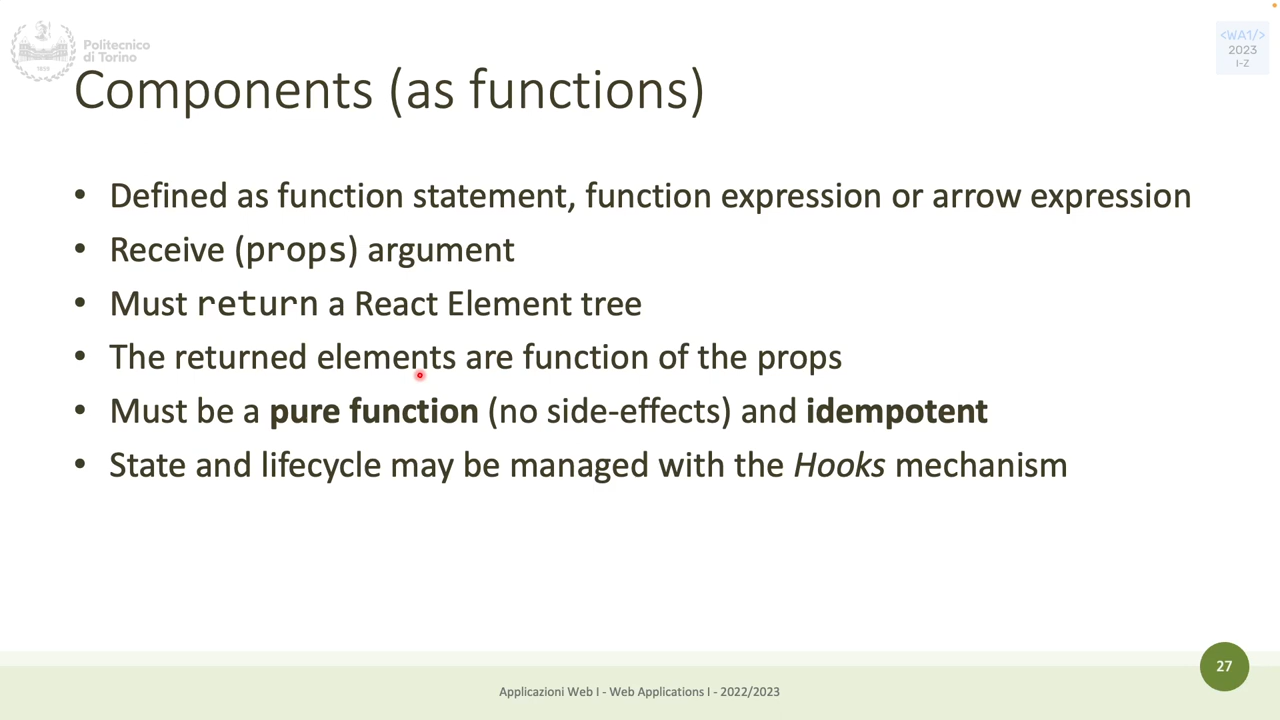 Politecnico
di Torino
1859
<WA1/>
2023
I-Z
Components (as functions)
• Defined as function statement, function expression or arrow expression
• Receive (props) argument
• Must return a React Element tree
• The returned elements are function of the props
• Must be a pure function (no side-effects) and idempotent
• State and lifecycle may be managed with the Hooks mechanism
27
Applicazioni Web I - Web Applications I - 2022/2023